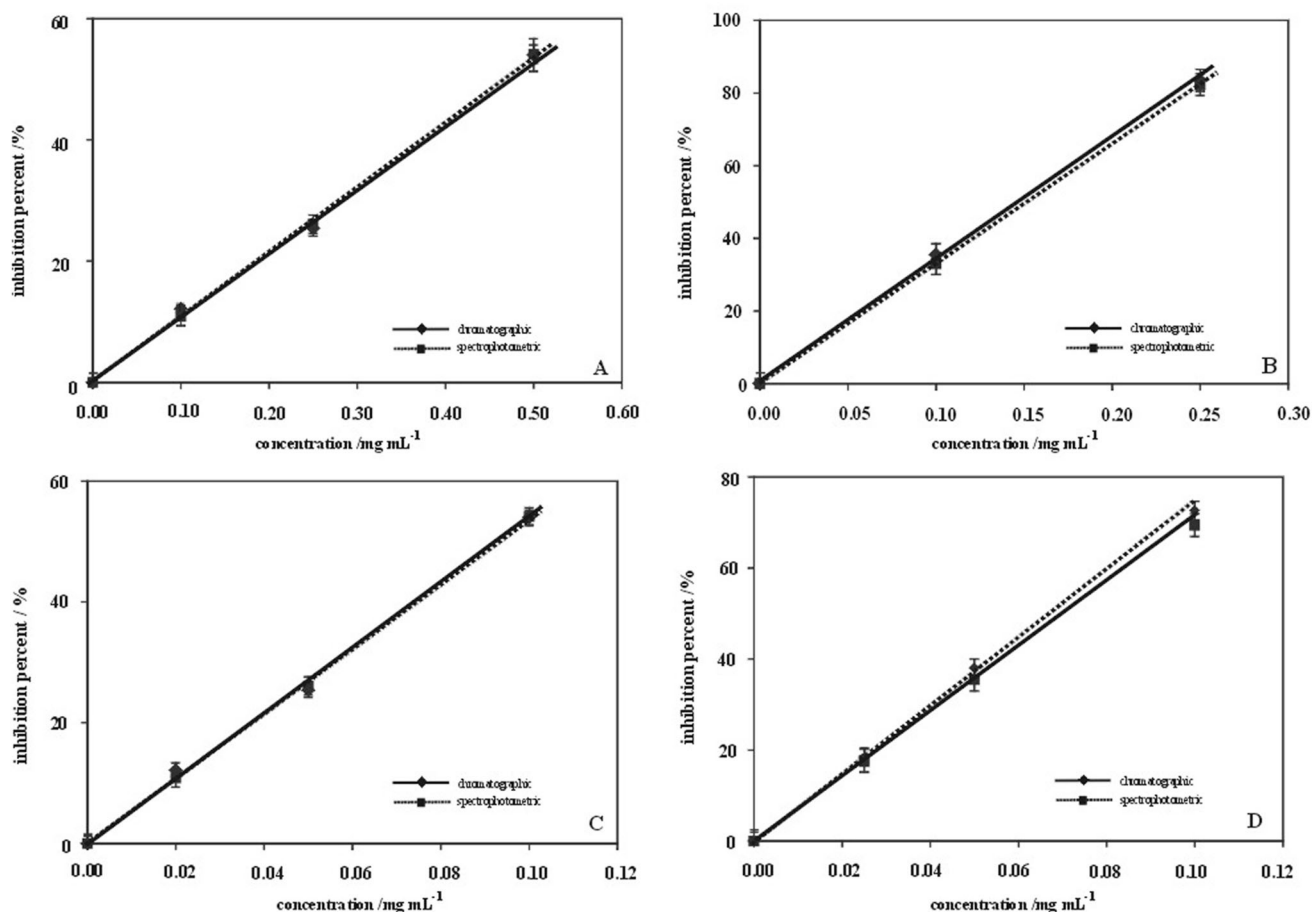 60
40
20
0
inhibition percent / %
chromatographic
spectrophotometric
A
0.00 0.10 0.20 0.30 0.40 0.50 0.60
concentration /mg mL⁻¹
100
80
60
40
20
0
inhibition percent / %
chromatographic
spectrophotometric
B
0.00 0.05 0.10 0.15 0.20 0.25 0.30
concentration /mg mL⁻¹
60
40
20
0
inhibition percent / %
chromatographic
spectrophotometric
C
0.00 0.02 0.04 0.06 0.08 0.10 0.12
concentration /mg mL⁻¹
80
60
40
20
0
inhibition percent / %
chromatographic
spectrophotometric
D
0.00 0.02 0.04 0.06 0.08 0.10 0.12
concentration /mg mL⁻¹